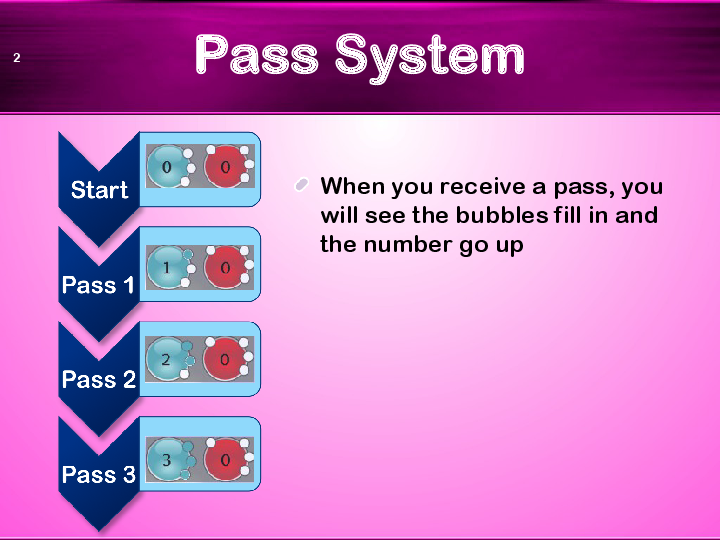 2
Pass System
Start
0 0
Pass 1
1 0
Pass 2
2 0
Pass 3
3 0
When you receive a pass, you
will see the bubbles fill in and
the number go up